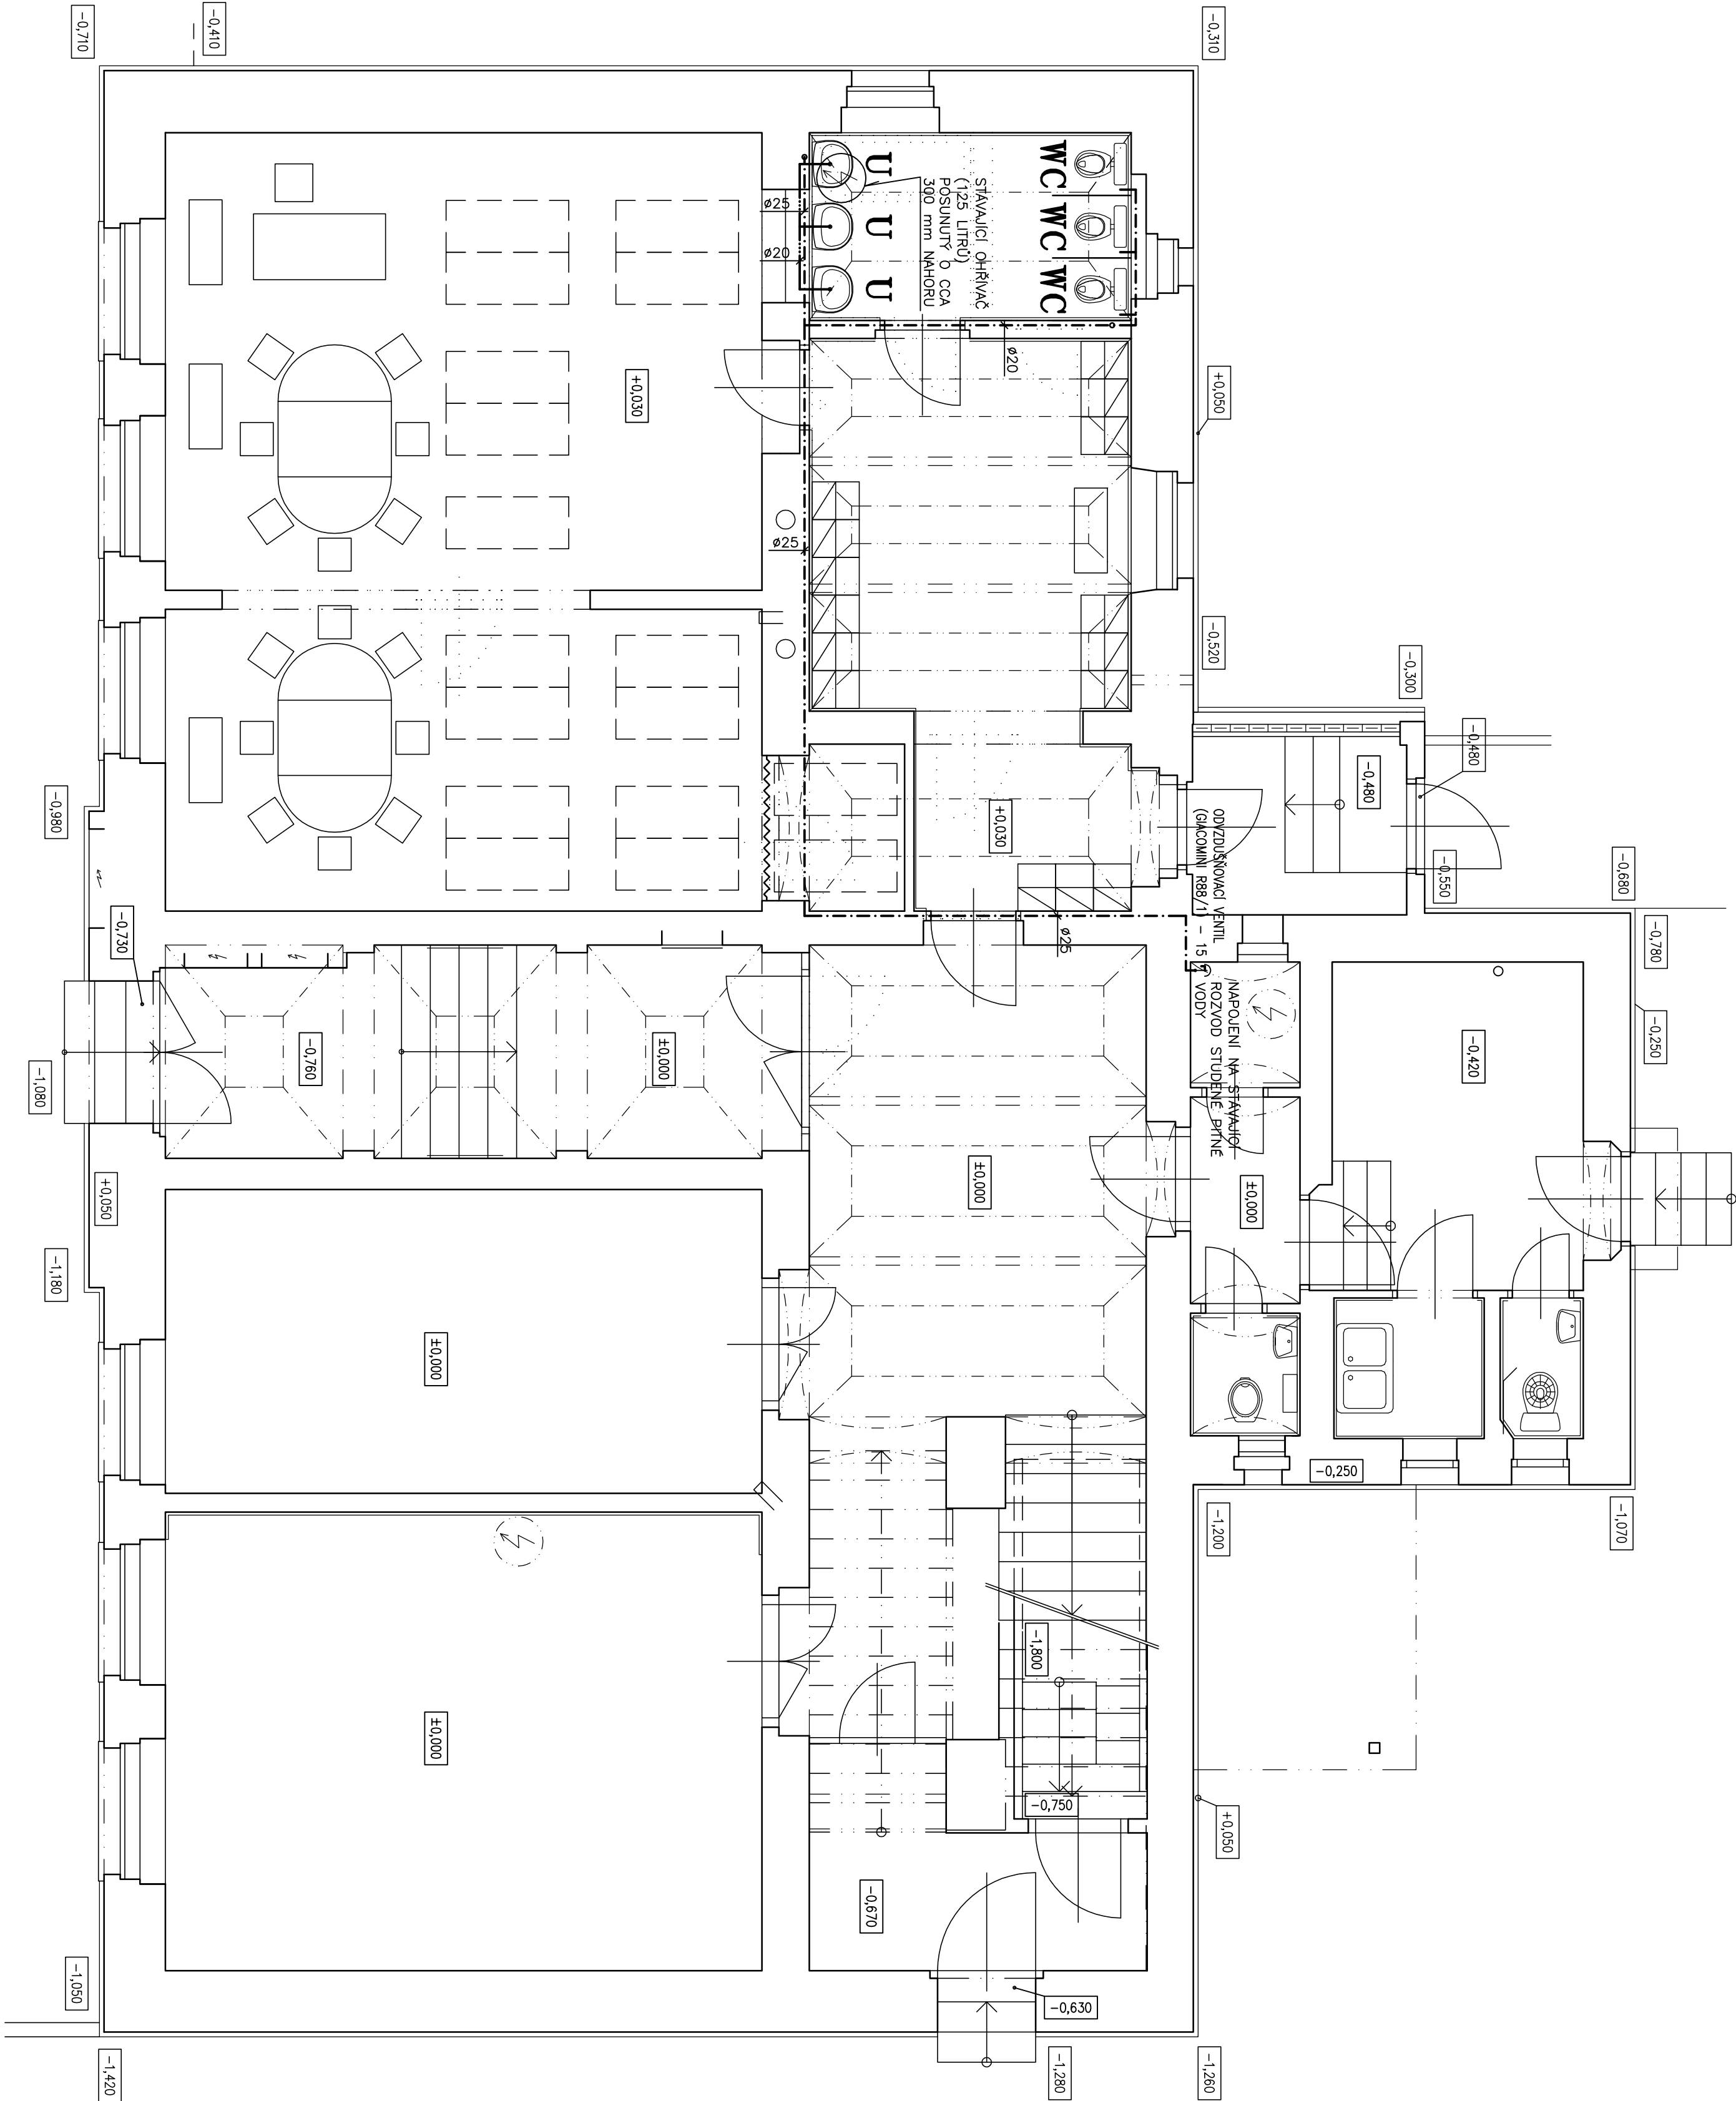 -0,710
-0,410
-0,310
WC
WC
WC
U
U
U
STÁVAJÍCÍ OHŘÍVAČ
(125 LITRŮ)
POSUNUTÝ O CCA
300 mm NAHORU
ø25
ø20
ø20
+0,050
+0,030
ø25
-0,520
-0,300
-0,480
-0,480
-0,550
-0,680
-0,780
-0,250
-0,980
+0,030
ODVZDUŠŇOVACÍ VENTIL
(GIACOMINI R88/1) - 15
ø25
NAPOJENÍ NA STÁVAJÍCÍ
ROZVOD STUDENÉ PITNÉ
VODY
-0,730
-0,760
±0,000
-0,420
-1,080
+0,050
±0,000
±0,000
-1,180
±0,000
-0,250
-1,200
-1,070
-1,800
±0,000
-0,750
+0,050
-0,670
-1,050
-0,630
-1,420
-1,280
-1,260